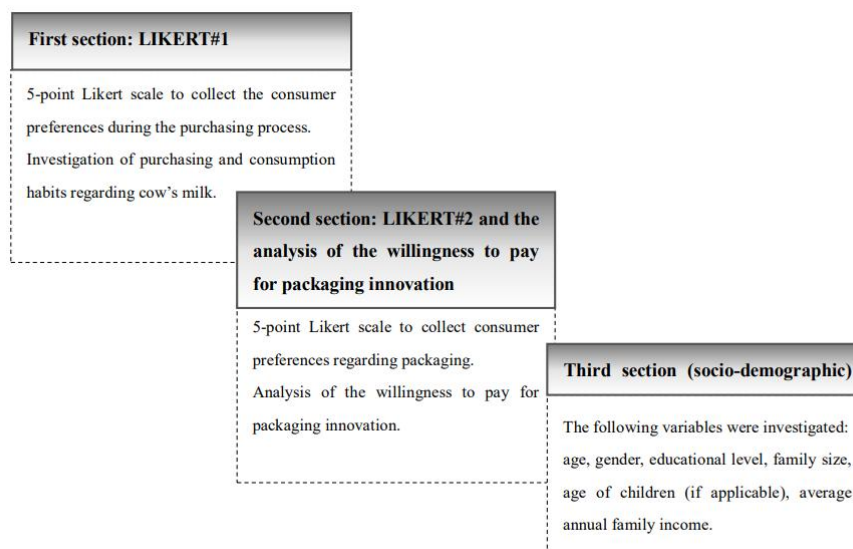 First section: LIKERT#1
5-point Likert scale to collect the consumer
preferences during the purchasing process.
Investigation of purchasing and consumption
habits regarding cow’s milk.
Second section: LIKERT#2 and the
analysis of the willingness to pay
for packaging innovation
5-point Likert scale to collect consumer
preferences regarding packaging.
Analysis of the willingness to pay for
packaging innovation.
Third section (socio-demographic)
The following variables were investigated:
age, gender, educational level, family size,
age of children (if applicable), average
annual family income.